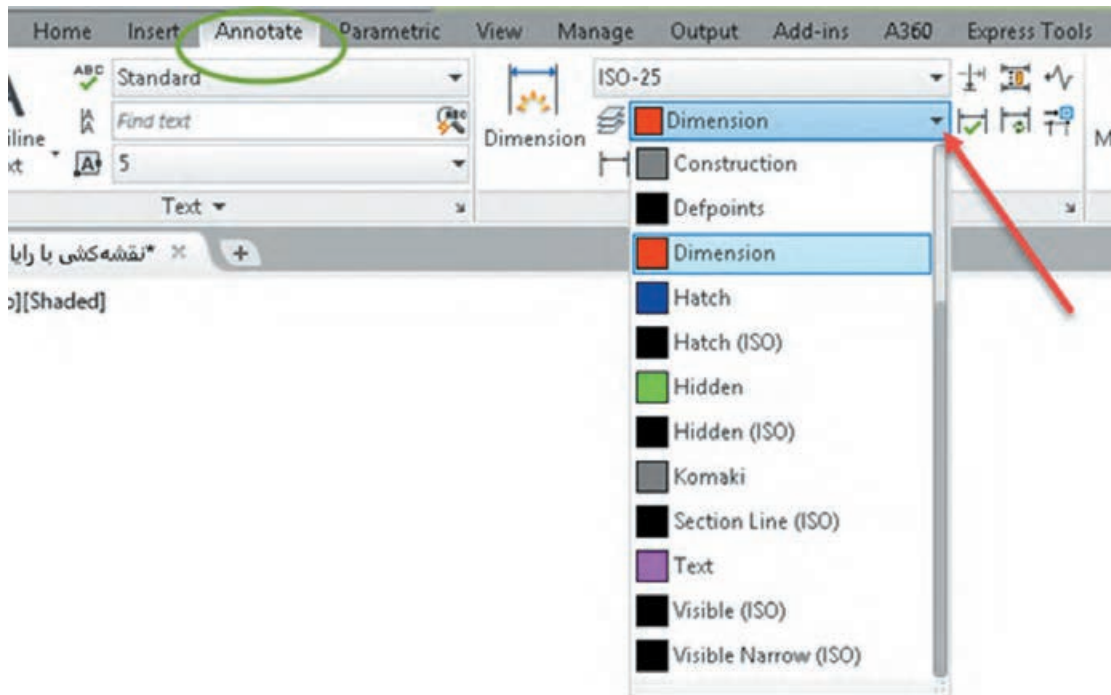 Home Insert Annotate Parametric View Manage Output Add-ins A360 Express Tools
ABC Standard ISO-25
Find text ABC Dimension
Dimension
A 5
Text
Construction
Defpoints
Dimension
Hatch
Hatch (ISO)
Hidden
Hidden (ISO)
Komaki
Section Line (ISO)
Text
Visible (ISO)
Visible Narrow (ISO)
*نقشه‌کشی با رایا
][Shaded]